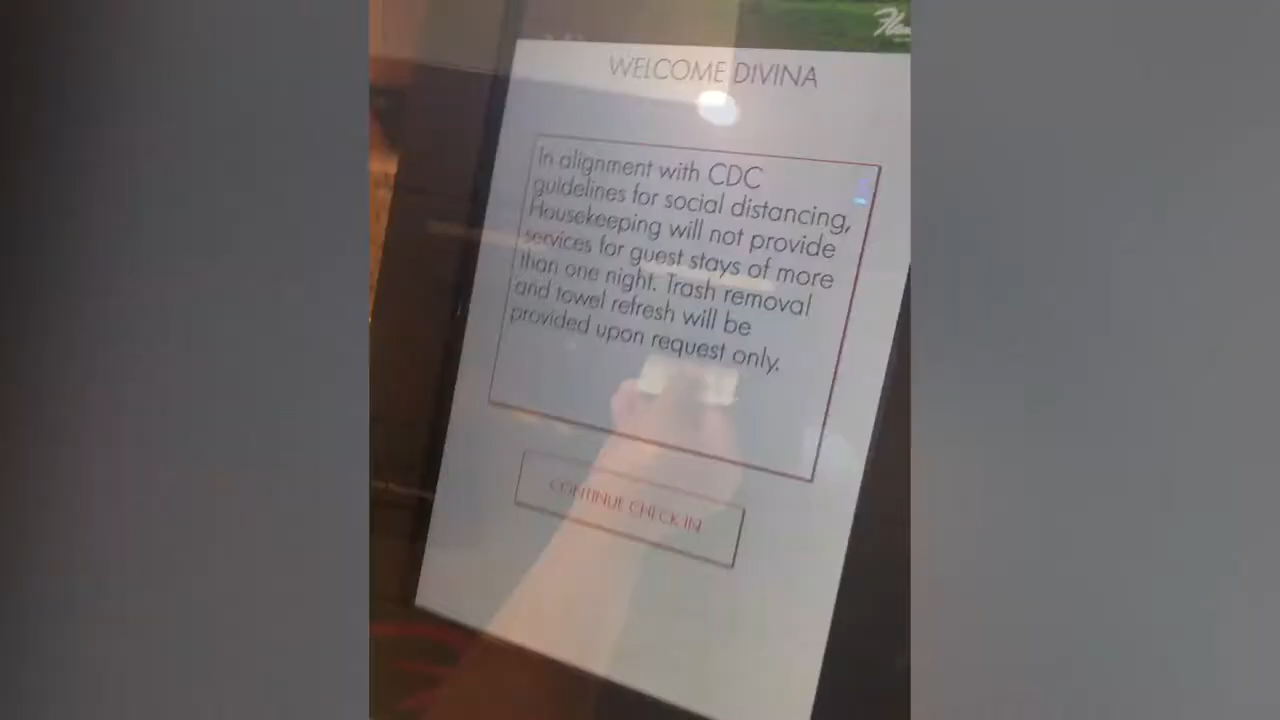 WELCOME DIVINA
In alignment with CDC
guidelines for social distancing,
Housekeeping will not provide
services for guest stays of more
than one night. Trash removal
and towel refresh will be
provided upon request only.
CONTINUE CHECK IN